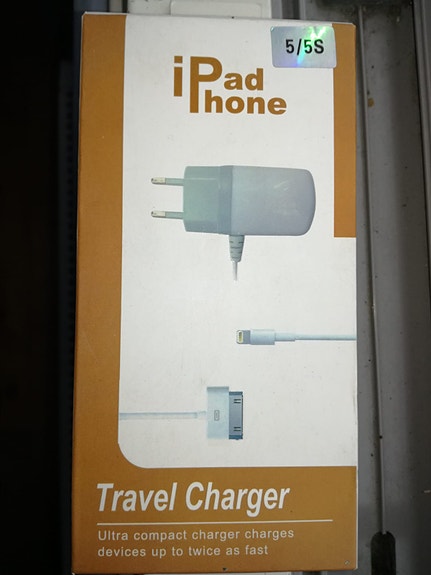 5/5S
iPad
Phone
Travel Charger
Ultra compact charger charges
devices up to twice as fast